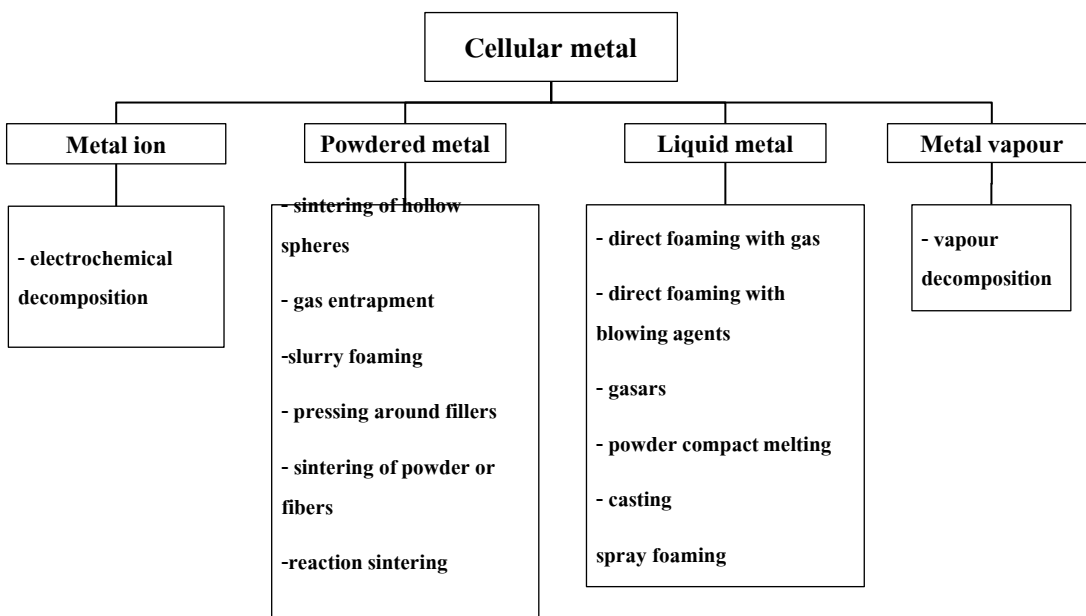 Cellular metal
Metal ion
Powdered metal
Liquid metal
Metal vapour
- electrochemical
decomposition
- sintering of hollow
spheres
- gas entrapment
-slurry foaming
- pressing around fillers
- sintering of powder or
fibers
-reaction sintering
- direct foaming with gas
- direct foaming with
blowing agents
- gasars
- powder compact melting
- casting
spray foaming
- vapour
decomposition